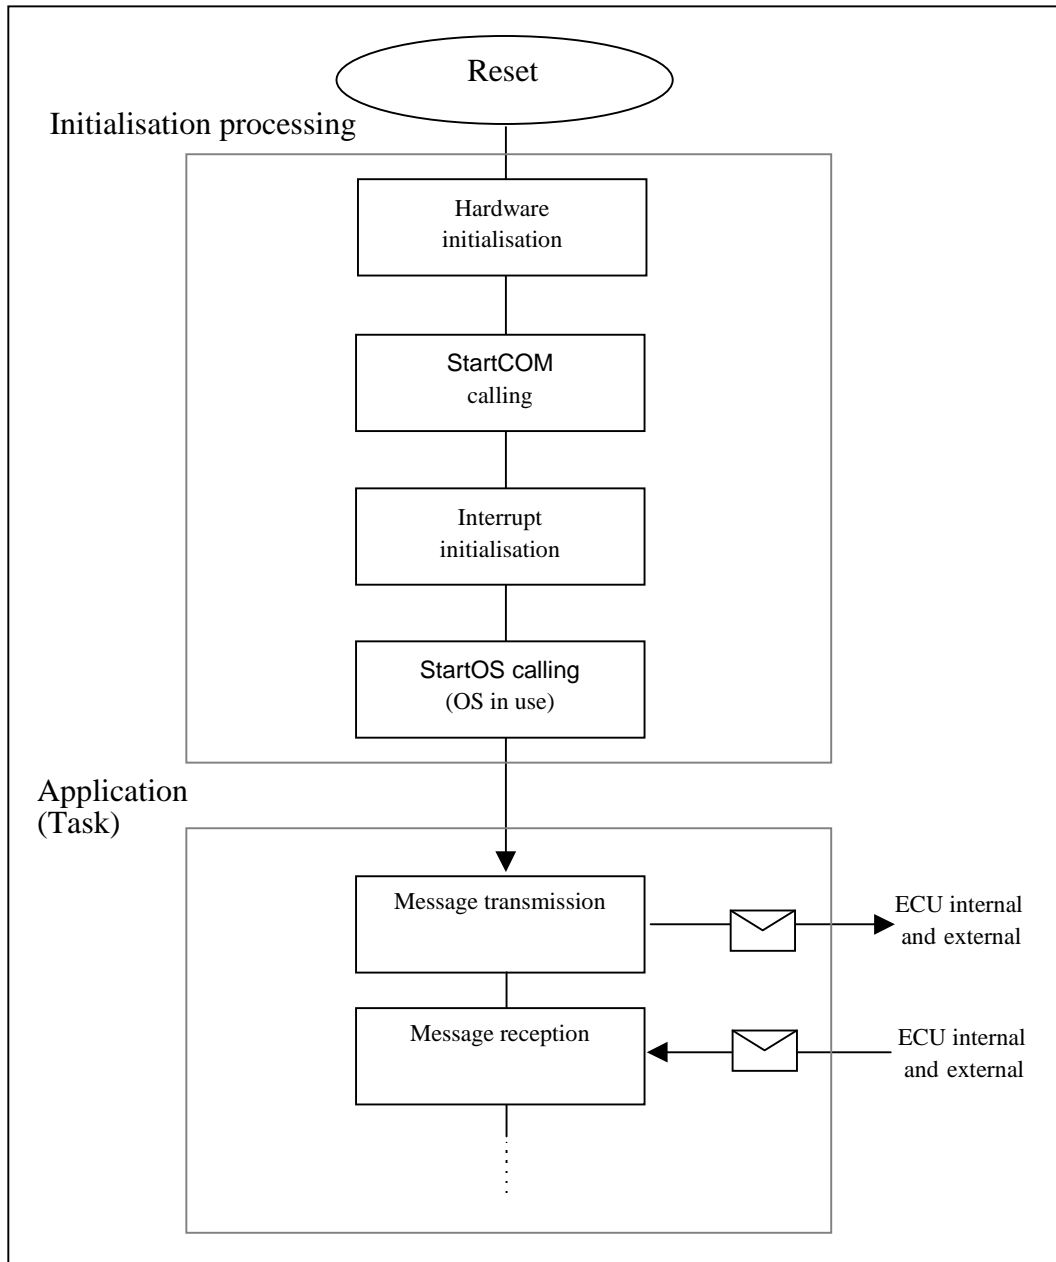 Reset
Initialisation processing
Hardware
initialisation
StartCOM
calling
Interrupt
initialisation
StartOS calling
(OS in use)
Application
(Task)
Message transmission
ECU internal
and external
Message reception
ECU internal
and external